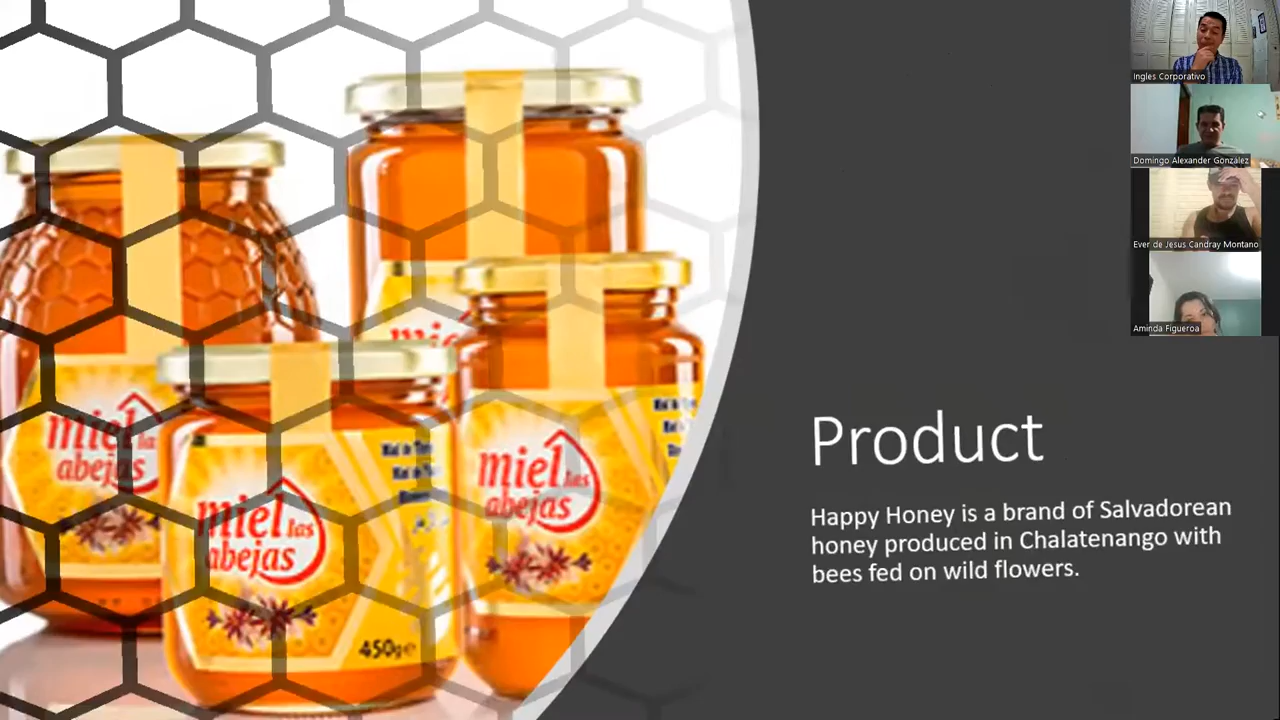 Ingles Corporativo
Domingo Alexander González
Ever de Jesus Candray Montano
Aminda Figueroa
Product
Happy Honey is a brand of Salvadorean
honey produced in Chalatenango with
bees fed on wild flowers.
miel la
abejas
miel las
abejas
450g e
miel las
abejas